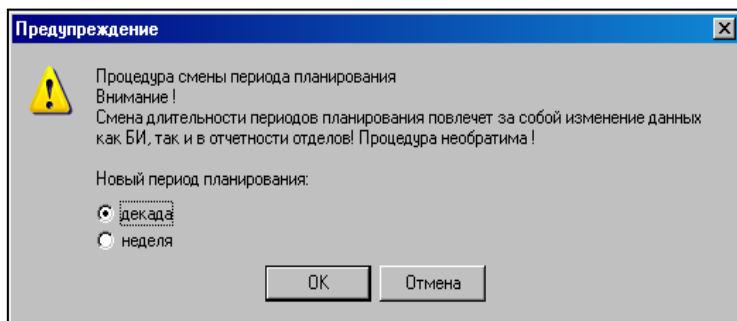 Предупреждение
Процедура смены периода планирования
Внимание !
Смена длительности периодов планирования повлечет за собой изменение данных
как БИ, так и в отчетности отделов! Процедура необратима !
Новый период планирования:
декада
неделя
OK
Отмена